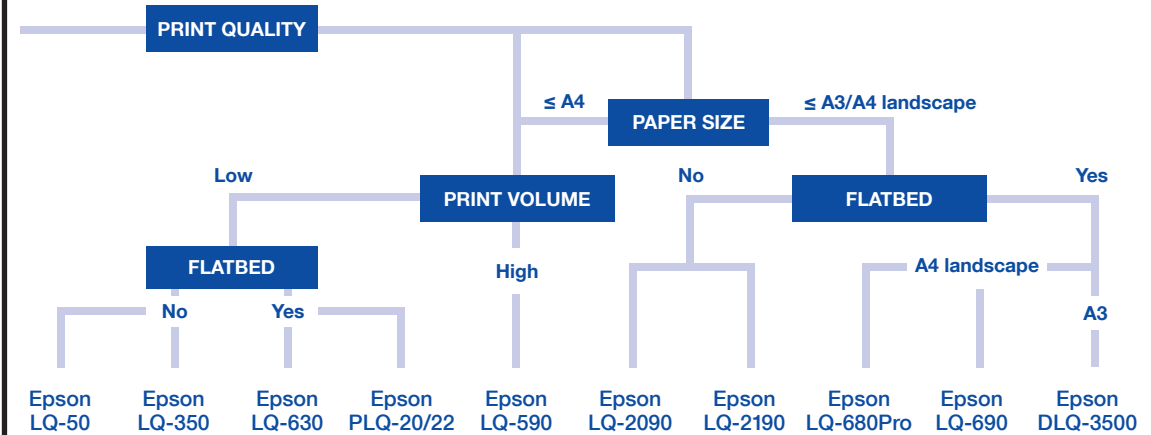 PRINT QUALITY
≤ A4
≤ A3/A4 landscape
PAPER SIZE
Low
No
Yes
PRINT VOLUME
FLATBED
FLATBED
High
A4 landscape
No
Yes
A3
Epson Epson Epson Epson Epson Epson Epson Epson Epson Epson
LQ-50 LQ-350 LQ-630 PLQ-20/22 LQ-590 LQ-2090 LQ-2190 LQ-680Pro LQ-690 DLQ-3500